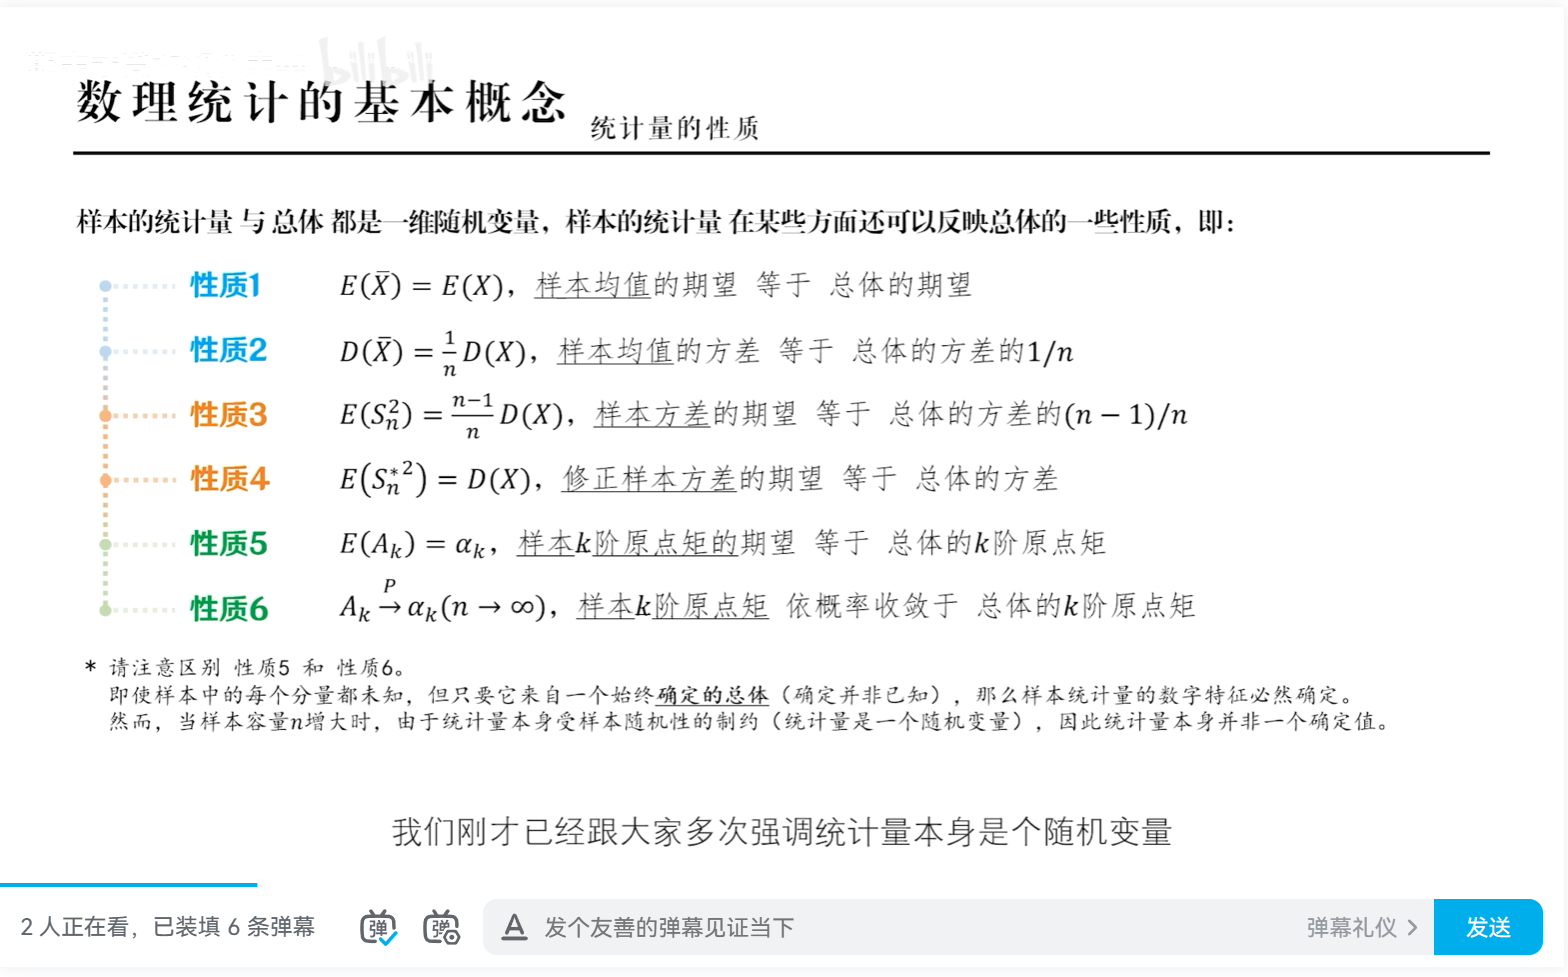 bilibili
数理统计的基本概念 统计量的性质
样本的统计量 与 总体 都是一维随机变量，样本的统计量 在某些方面还可以反映总体的一些性质，即：
性质1 E(X̄) = E(X)，样本均值的期望 等于 总体的期望
性质2 D(X̄) = 1/n D(X)，样本均值的方差 等于 总体的方差的1/n
性质3 E(S_n^2) = (n−1)/n D(X)，样本方差的期望 等于 总体的方差的(n − 1)/n
性质4 E(S_n^{*2}) = D(X)，修正样本方差的期望 等于 总体的方差
性质5 E(A_k) = α_k，样本k阶原点矩的期望 等于 总体的k阶原点矩
性质6 A_k →^P α_k(n → ∞)，样本k阶原点矩 依概率收敛于 总体的k阶原点矩
* 请注意区别 性质5 和 性质6。
即使样本中的每个分量都未知，但只要它来自一个始终确定的总体（确定并非已知），那么样本统计量的数字特征必然确定。
然而，当样本容量n增大时，由于统计量本身受样本随机性的制约（统计量是一个随机变量），因此统计量本身并非一个确定值。
我们刚才已经跟大家多次强调统计量本身是个随机变量
2 人正在看，已装填 6 条弹幕 弹 弹 A 发个友善的弹幕见证当下 弹幕礼仪 > 发送